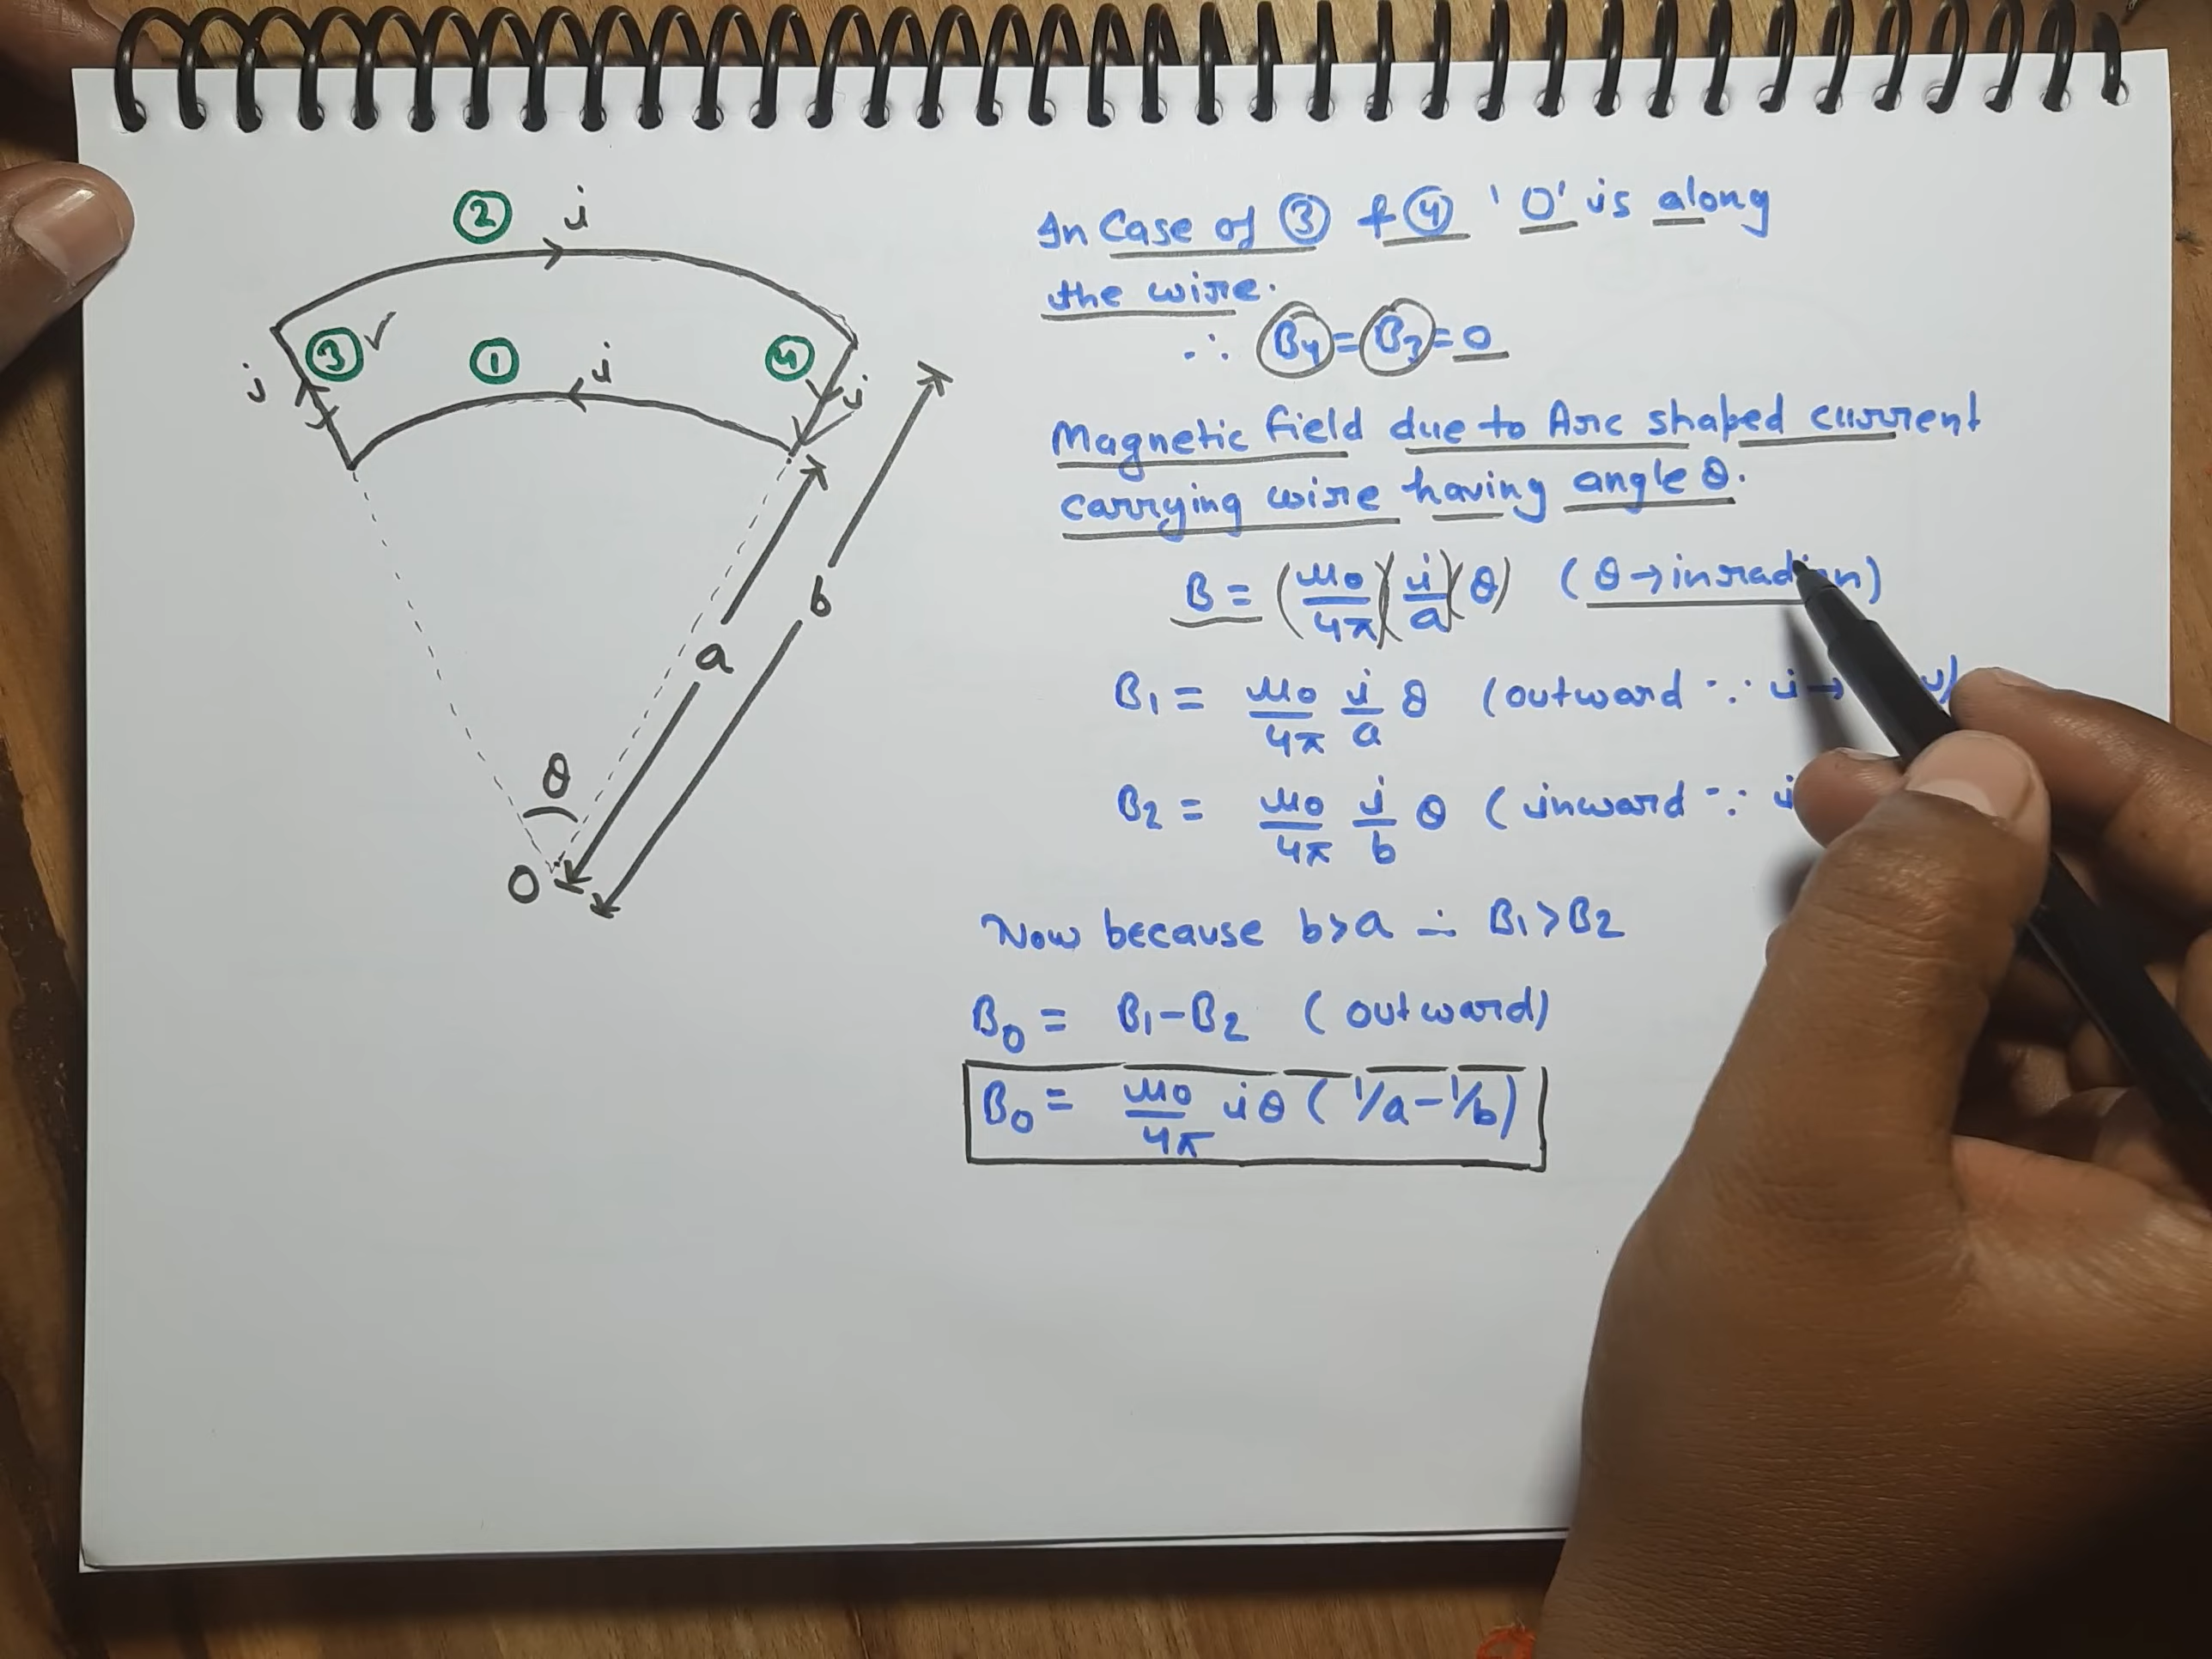 ② i
③ ✓ ① i ④
i i
a b
θ
O
In Case of ③ & ④ 'O' is along
the wire.
∴ B4 = B3 = 0
Magnetic field due to Arc shaped current
carrying wire having angle θ.
B = (μ0/4π)(i/a)(θ) (θ → in radian)
B1 = μ0/4π i/a θ (outward ∵ i →
B2 = μ0/4π i/b θ (inward ∵ i
Now because b>a ∴ B1>B2
B0 = B1-B2 (outward)
B0 = μ0/4π iθ (1/a-1/b)